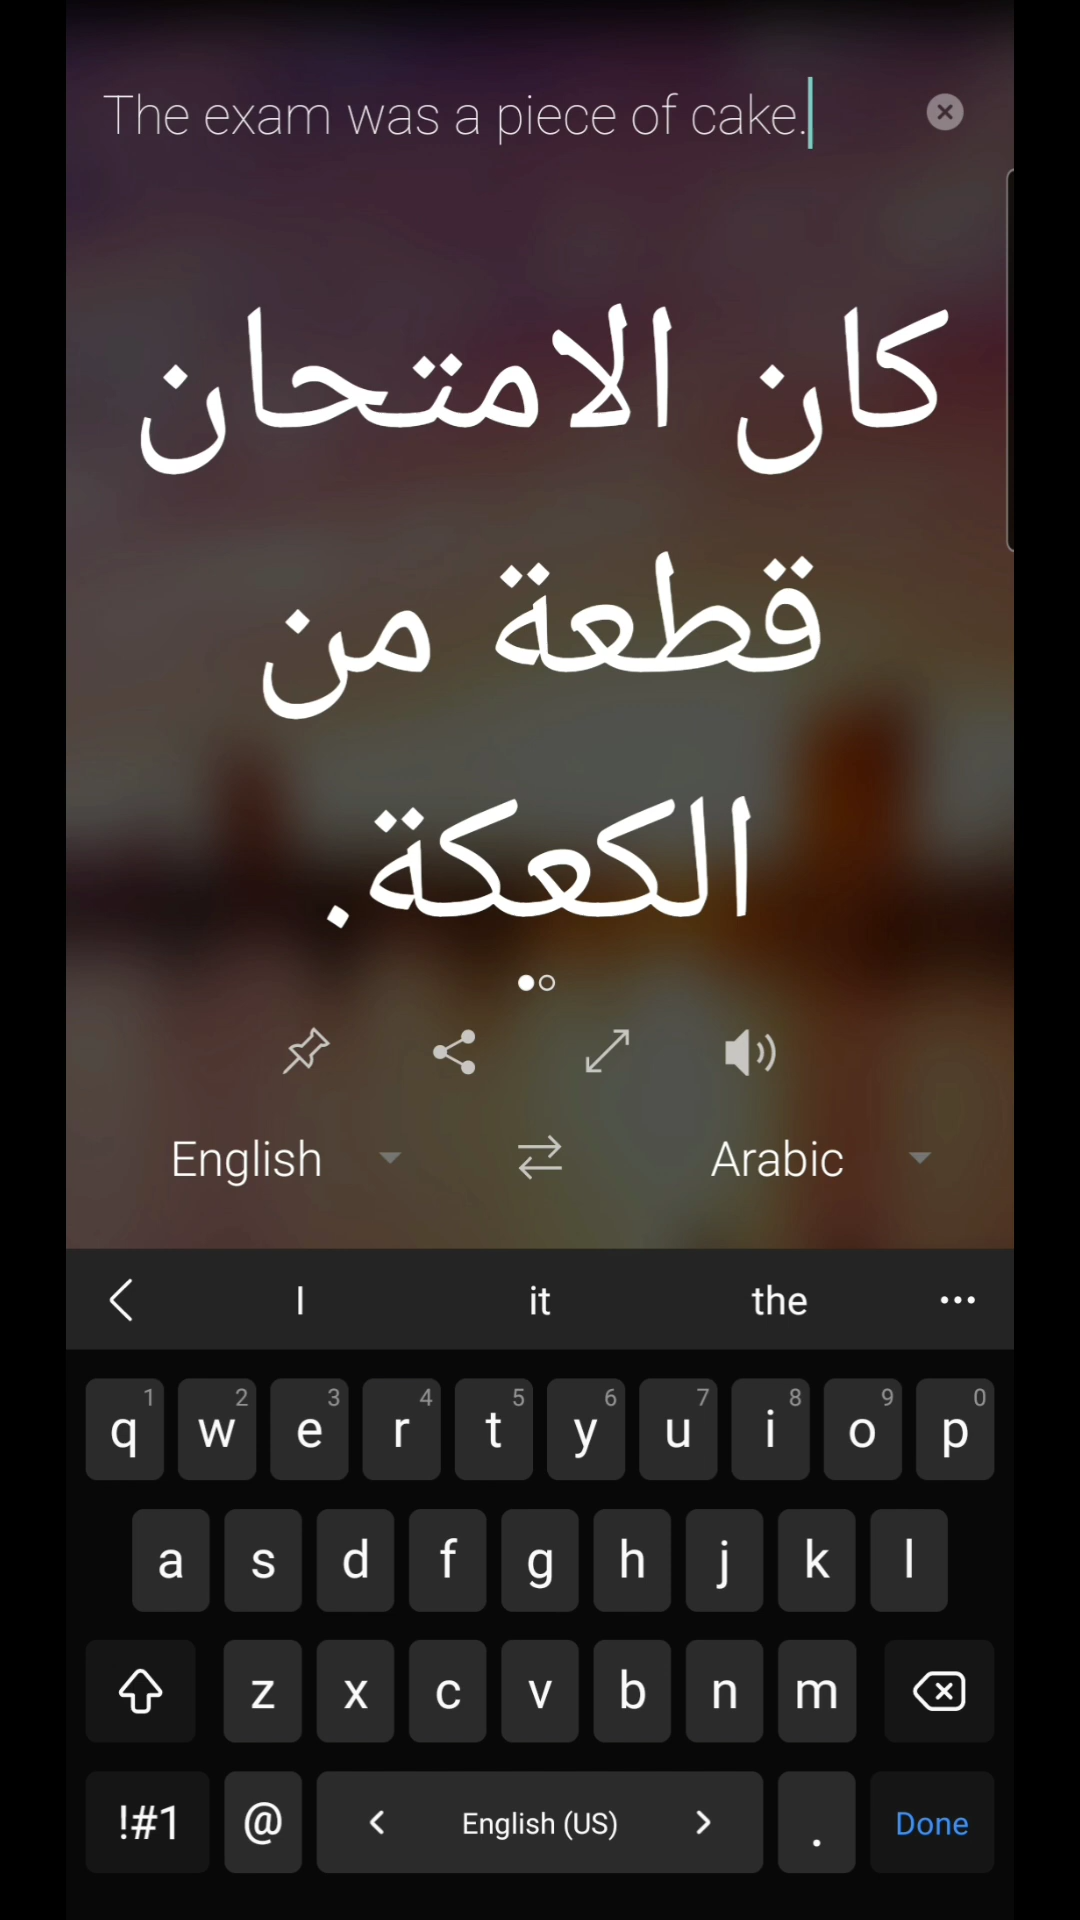 The exam was a piece of cake.
كان الامتحان
قطعة من
الكعكة.
English
Arabic
I it the
1 2 3 4 5 6 7 8 9 0
q w e r t y u i o p
a s d f g h j k l
z x c v b n m
!#1 @ English (US) . Done